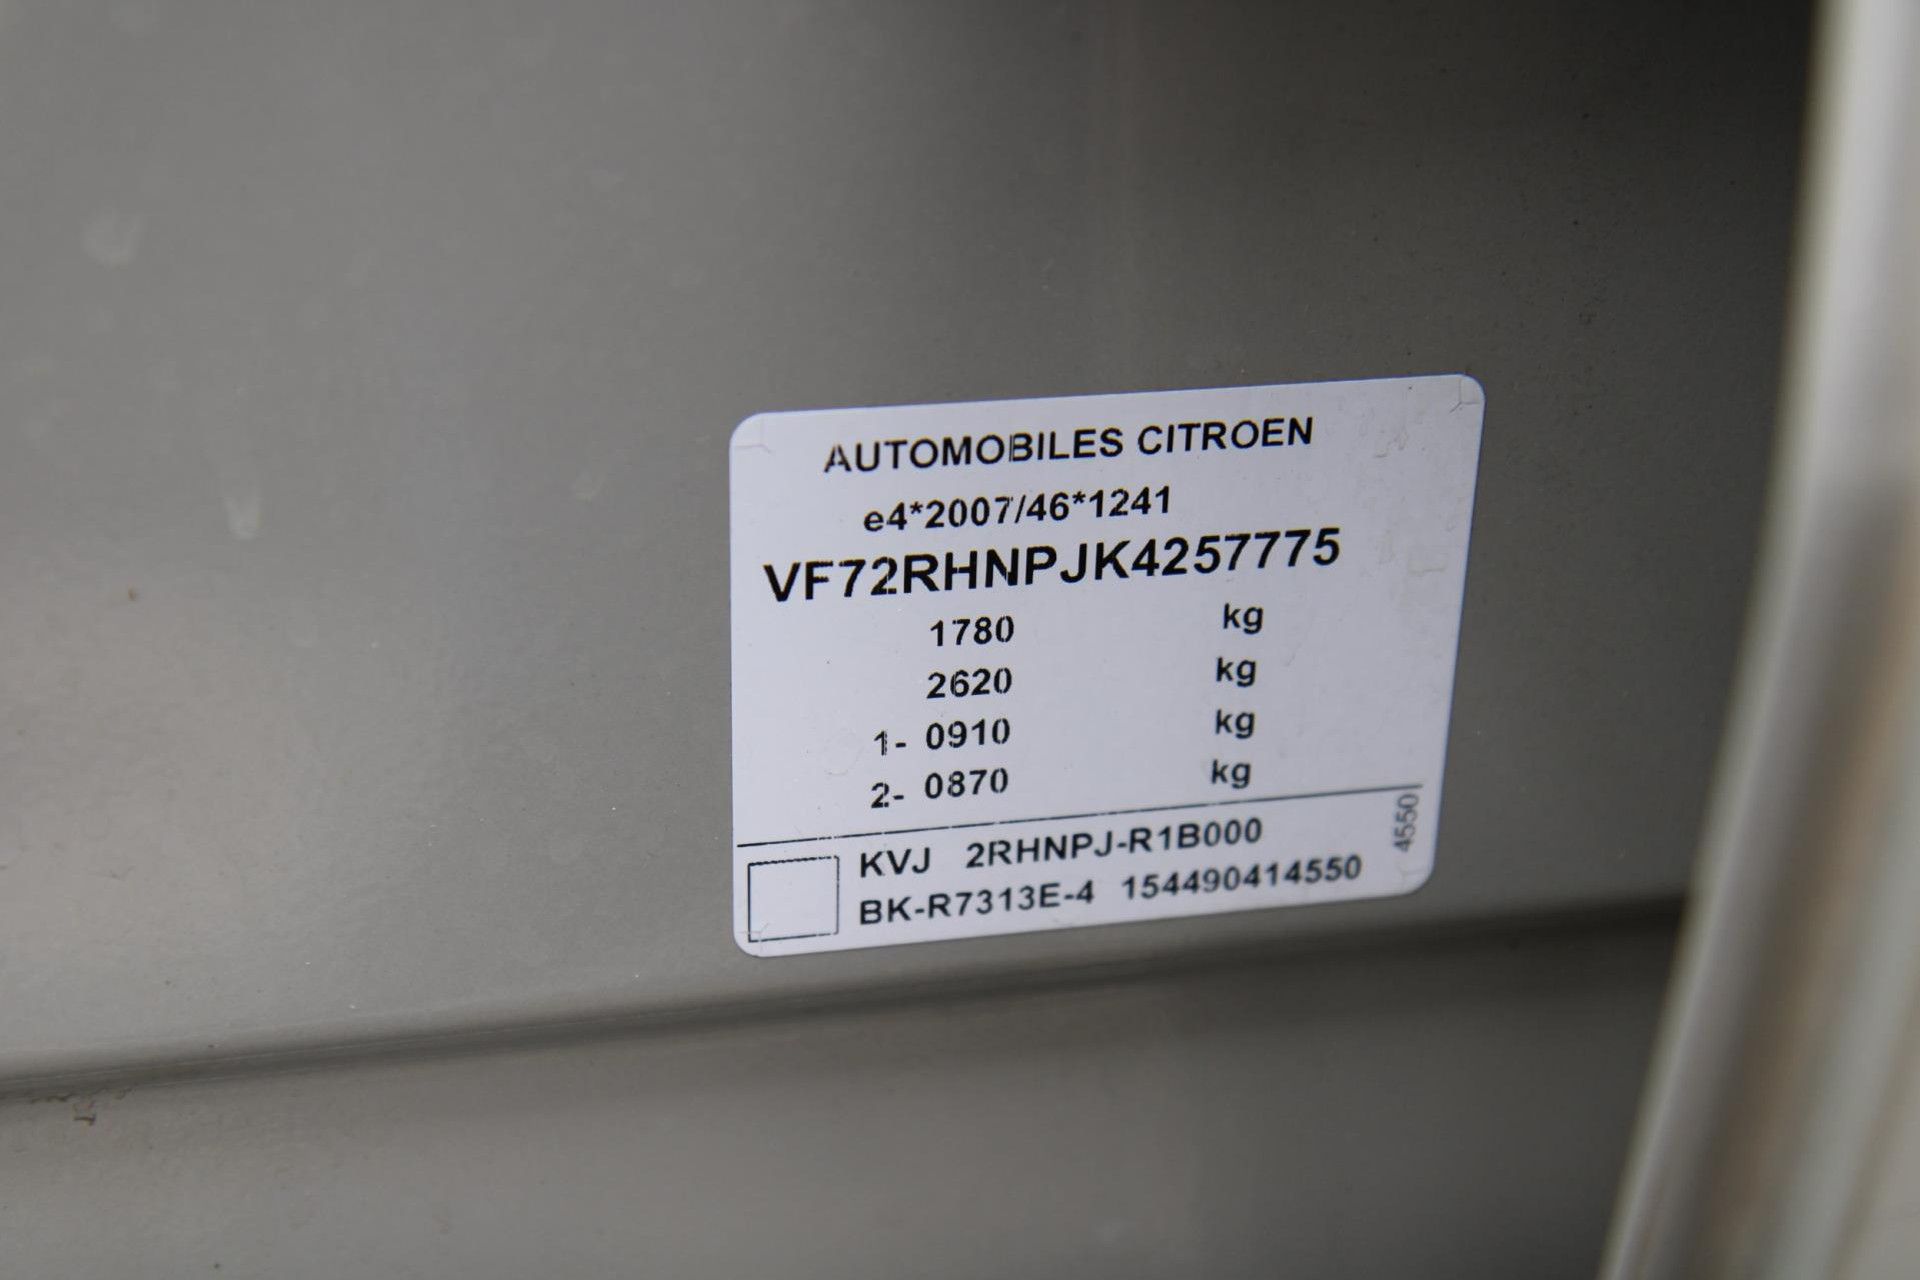 AUTOMOBILES CITROEN
e4*2007/46*1241
VF72RHNPJK4257775
1780 kg
2620 kg
1- 0910 kg
2- 0870 kg
KVJ 2RHNPJ-R1B000
BK-R7313E-4 154490414550
4550